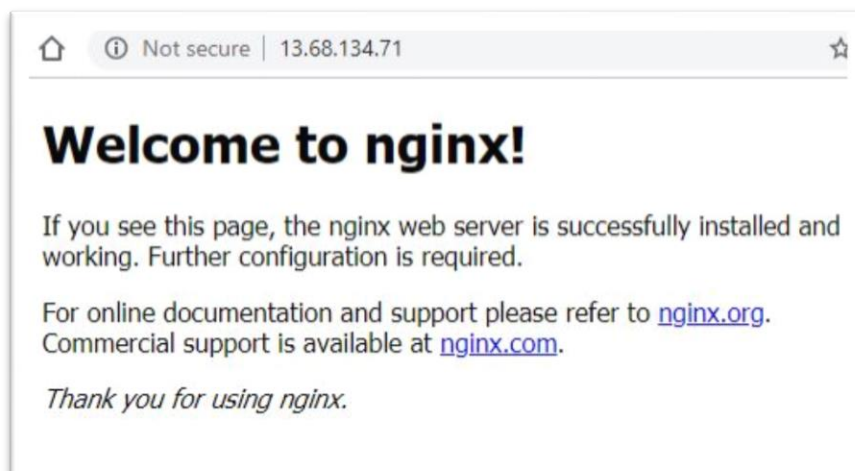 Not secure | 13.68.134.71
Welcome to nginx!
If you see this page, the nginx web server is successfully installed and
working. Further configuration is required.
For online documentation and support please refer to nginx.org.
Commercial support is available at nginx.com.
Thank you for using nginx.